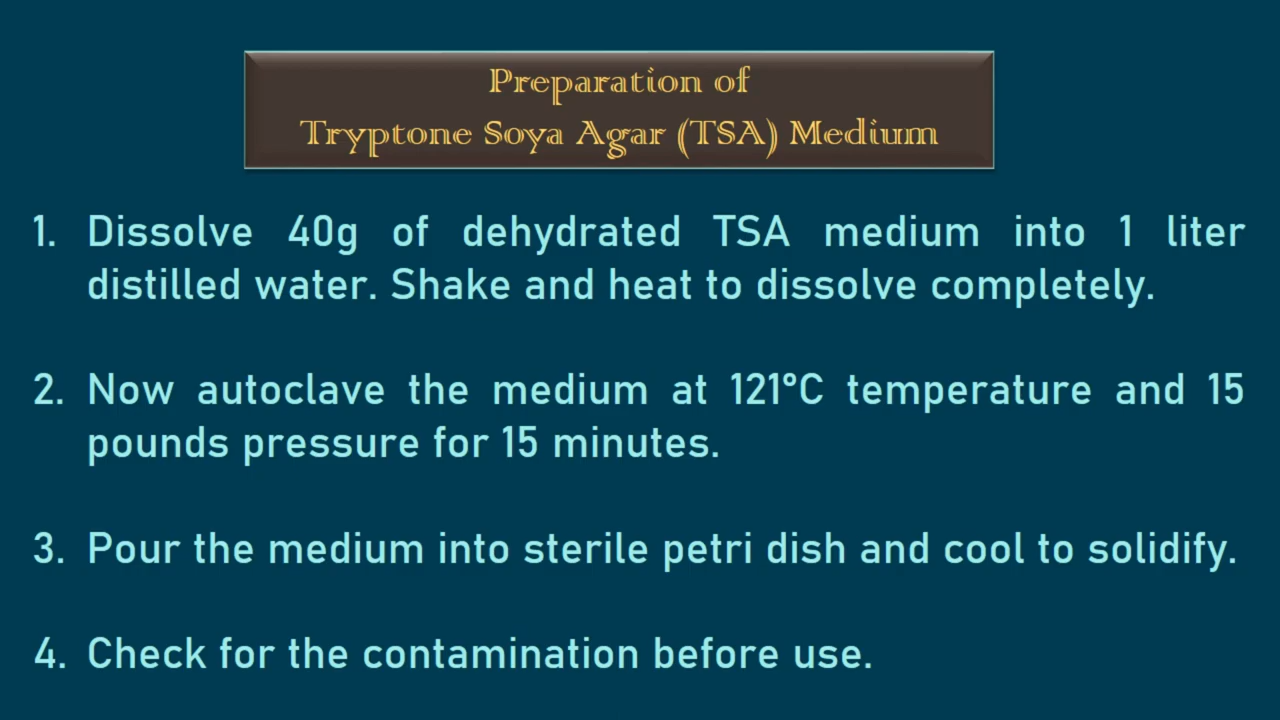 Preparation of
Tryptone Soya Agar (TSA) Medium
1. Dissolve 40g of dehydrated TSA medium into 1 liter
distilled water. Shake and heat to dissolve completely.
2. Now autoclave the medium at 121°C temperature and 15
pounds pressure for 15 minutes.
3. Pour the medium into sterile petri dish and cool to solidify.
4. Check for the contamination before use.